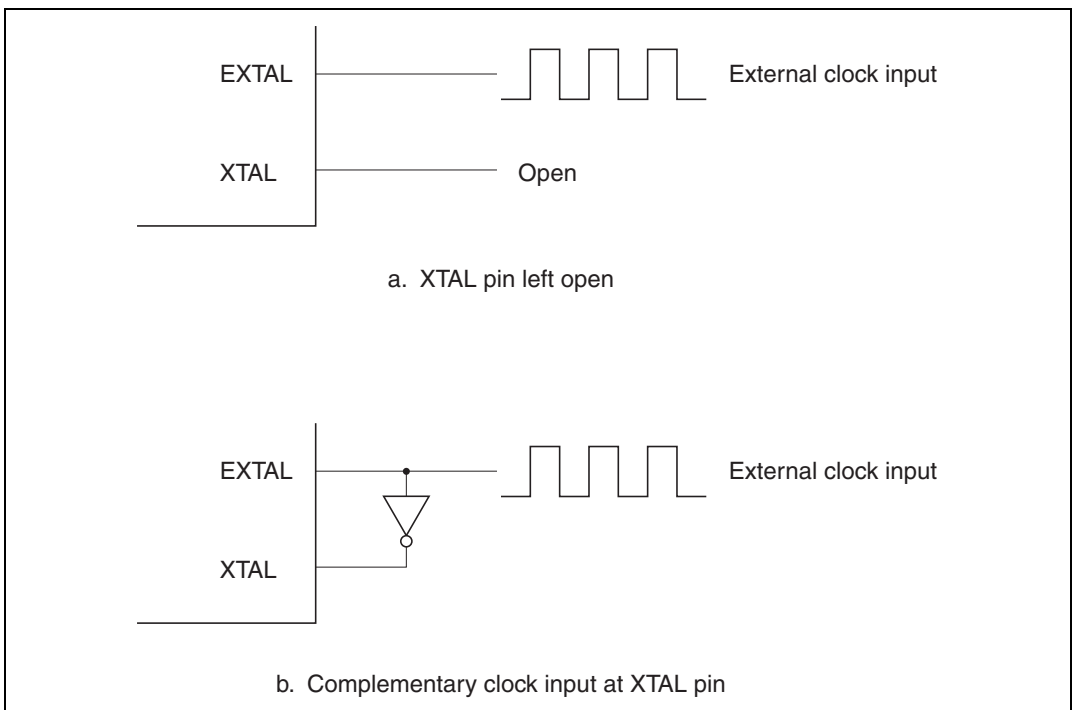 EXTAL
External clock input
XTAL
Open
a. XTAL pin left open
EXTAL
External clock input
XTAL
b. Complementary clock input at XTAL pin